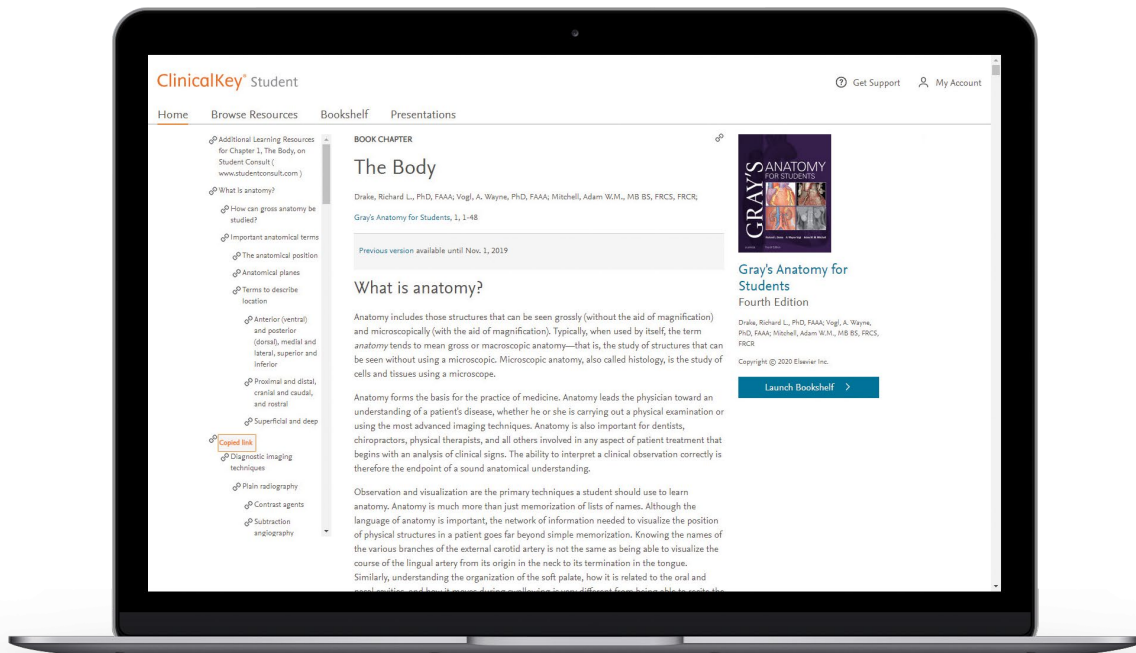 ClinicalKey® Student
Get Support
My Account
Home
Browse Resources
Bookshelf
Presentations
Additional Learning Resources
for Chapter 1, The Body, on
Student Consult (
www.studentconsult.com )
What is anatomy?
How can gross anatomy be
studied?
Important anatomical terms
The anatomical position
Anatomical planes
Terms to describe
location
Anterior (ventral)
and posterior
(dorsal), medial and
lateral, superior and
inferior
Proximal and distal,
cranial and caudal,
and rostral
Superficial and deep
Copied link
Diagnostic imaging
techniques
Plain radiography
Contrast agents
Subtraction
angiography
BOOK CHAPTER
The Body
Drake, Richard L., PhD, FAAA; Vogl, A. Wayne, PhD, FAAA; Mitchell, Adam W.M., MB BS, FRCS, FRCR;
Gray's Anatomy for Students, 1, 1-48
Previous version available until Nov. 1, 2019
What is anatomy?
Anatomy includes those structures that can be seen grossly (without the aid of magnification)
and microscopically (with the aid of magnification). Typically, when used by itself, the term
anatomy tends to mean gross or macroscopic anatomy—that is, the study of structures that can
be seen without using a microscopic. Microscopic anatomy, also called histology, is the study of
cells and tissues using a microscope.
Anatomy forms the basis for the practice of medicine. Anatomy leads the physician toward an
understanding of a patient's disease, whether he or she is carrying out a physical examination or
using the most advanced imaging techniques. Anatomy is also important for dentists,
chiropractors, physical therapists, and all others involved in any aspect of patient treatment that
begins with an analysis of clinical signs. The ability to interpret a clinical observation correctly is
therefore the endpoint of a sound anatomical understanding.
Observation and visualization are the primary techniques a student should use to learn
anatomy. Anatomy is much more than just memorization of lists of names. Although the
language of anatomy is important, the network of information needed to visualize the position
of physical structures in a patient goes far beyond simple memorization. Knowing the names of
the various branches of the external carotid artery is not the same as being able to visualize the
course of the lingual artery from its origin in the neck to its termination in the tongue.
Similarly, understanding the organization of the soft palate, how it is related to the oral and
nasal cavities, and how it moves during swallowing is very different from being able to recite the
GRAY'S
ANATOMY
FOR STUDENTS
Gray's Anatomy for
Students
Fourth Edition
Drake, Richard L., PhD, FAAA; Vogl, A. Wayne,
PhD, FAAA; Mitchell, Adam W.M., MB BS, FRCS,
FRCR
Copyright © 2020 Elsevier Inc.
Launch Bookshelf